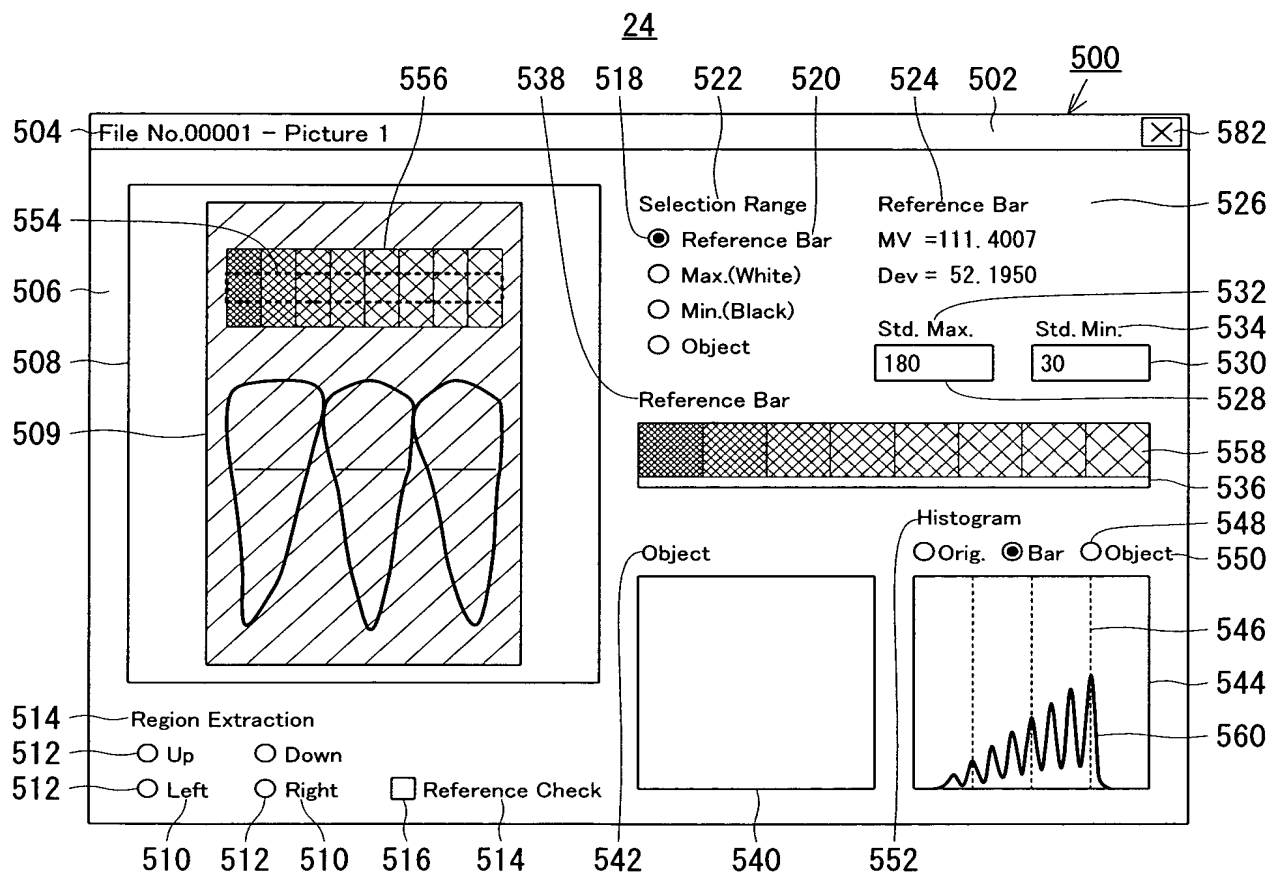 24
556 538 518 522 520 524 502 500
504 File No.00001 - Picture 1 582
554 Selection Range Reference Bar 526
Reference Bar MV =111.4007
506 Max.(White) Dev = 52.1950 532
Min.(Black) Std. Max. Std. Min. 534
508 Object 180 30 530
Reference Bar 528
509 558
536
Histogram 548
Object Orig. Bar Object 550
546
544
514 Region Extraction
512 Up Down 560
512 Left Right Reference Check
510 512 510 516 514 542 540 552